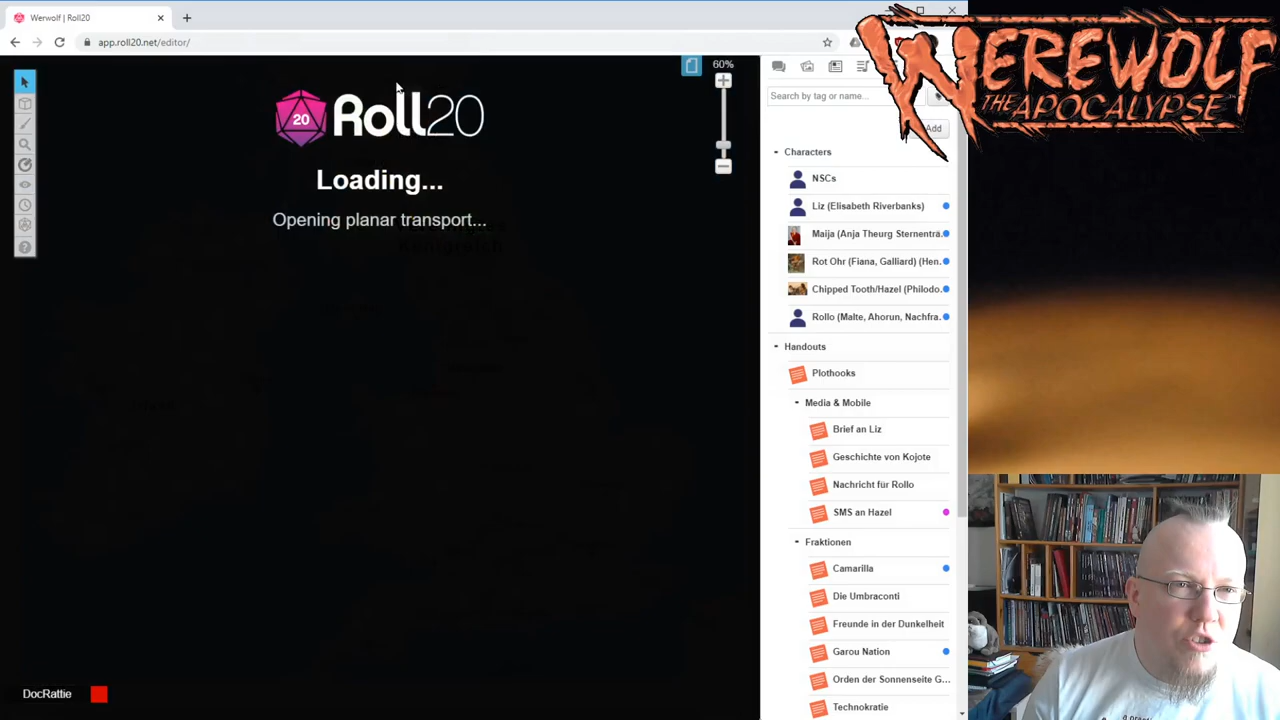 Werwolf | Roll20
app.roll20.net/editor/
60%
20
Roll20
Loading...
Opening planar transport...
Search by tag or name...
Add
Characters
NSCs
Liz (Elisabeth Riverbanks)
Maija (Anja Theurg Sternenträ.
Rot Ohr (Fiana, Galliard) (Hen.
Chipped Tooth/Hazel (Philodo.
Rollo (Malte, Ahorun, Nachfra.
Handouts
Plothooks
Media & Mobile
Brief an Liz
Geschichte von Kojote
Nachricht für Rollo
SMS an Hazel
Fraktionen
Camarilla
Die Umbraconti
Freunde in der Dunkelheit
Garou Nation
Orden der Sonnenseite G...
Technokratie
DocRattie
WEREWOLF
THE APOCALYPSE